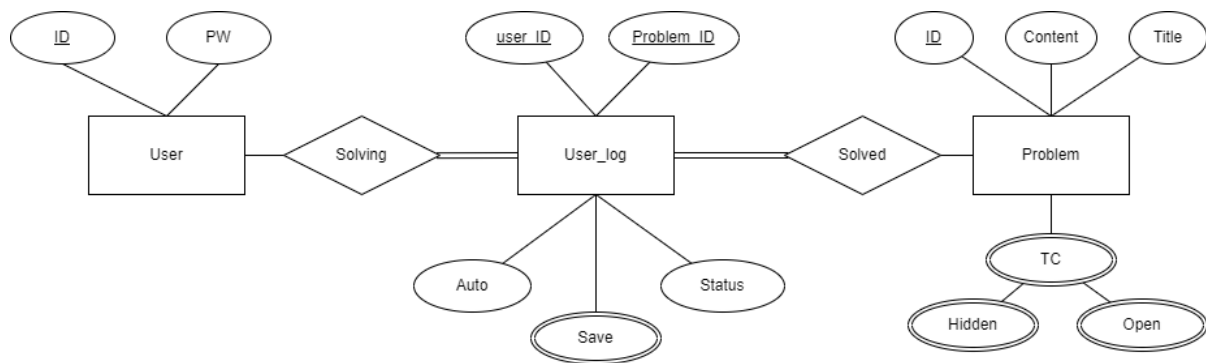 ID
PW
user_ID
Problem_ID
ID
Content
Title
User
Solving
User_log
Solved
Problem
Auto
Save
Status
TC
Hidden
Open